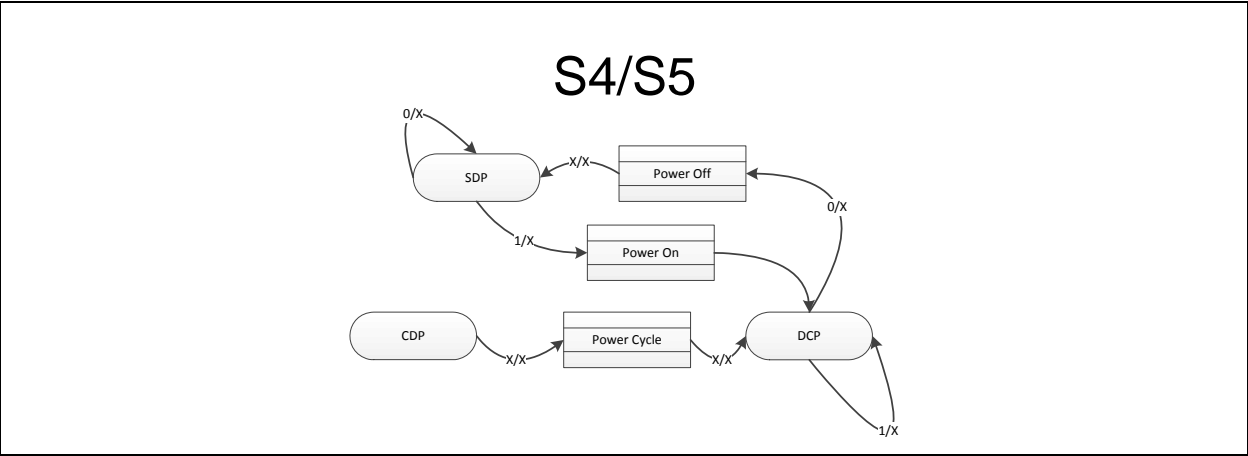 S4/S5
0/X
SDP
X/X
Power Off
0/X
1/X
Power On
CDP
X/X
Power Cycle
X/X
DCP
1/X